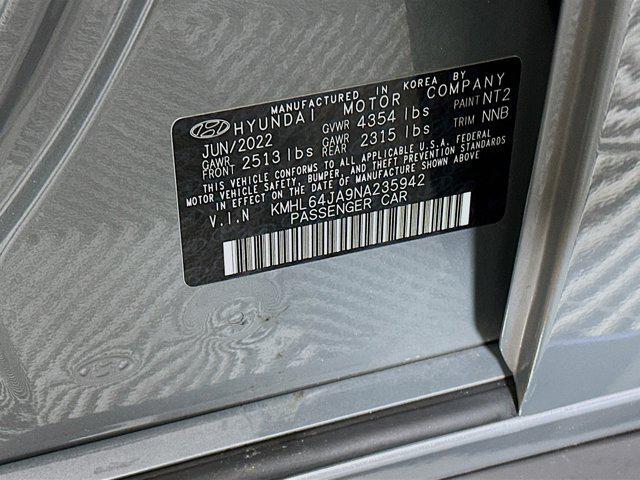 MANUFACTURED IN KOREA BY
HYUNDAI MOTOR COMPANY
JUN/2022 GVWR 4354 lbs PAINT NT2
GAWR FRONT 2513 lbs GAWR REAR 2315 lbs TRIM NNB
THIS VEHICLE CONFORMS TO ALL APPLICABLE U.S.A. FEDERAL
MOTOR VEHICLE SAFETY, BUMPER, AND THEFT PREVENTION STANDARDS
IN EFFECT ON THE DATE OF MANUFACTURE SHOWN ABOVE
V.I.N KMHL64JA9NA235942
PASSENGER CAR